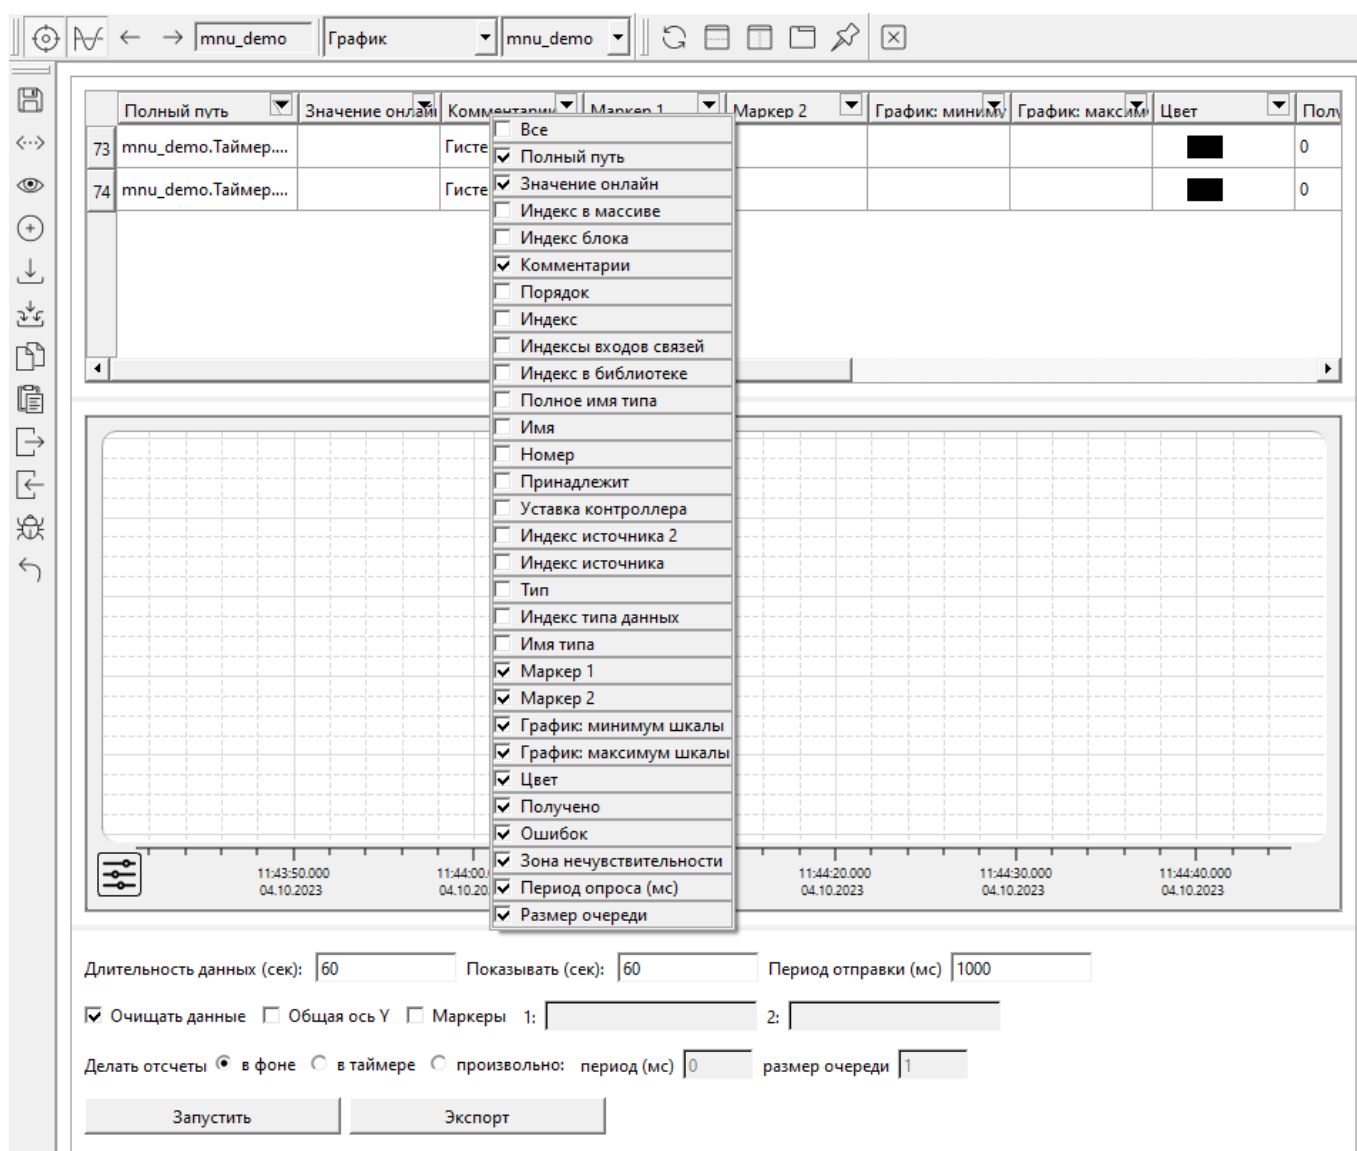 mnu_demo График mnu_demo
Полный путь Значение онлай Комментарии Маркер 1 Маркер 2 График: миниму График: максим Цвет Полу
73 mnu_demo.Таймер.... Гисте 0
74 mnu_demo.Таймер.... Гисте 0
Все
Полный путь
Значение онлайн
Индекс в массиве
Индекс блока
Комментарии
Порядок
Индекс
Индексы входов связей
Индекс в библиотеке
Полное имя типа
Имя
Номер
Принадлежит
Уставка контроллера
Индекс источника 2
Индекс источника
Тип
Индекс типа данных
Имя типа
Маркер 1
Маркер 2
График: минимум шкалы
График: максимум шкалы
Цвет
Получено
Ошибок
Зона нечувствительности
Период опроса (мс)
Размер очереди
11:43:50.000 11:44:00. 11:44:20.000 11:44:30.000 11:44:40.000
04.10.2023 04.10.20 04.10.2023 04.10.2023 04.10.2023
Длительность данных (сек): 60 Показывать (сек): 60 Период отправки (мс) 1000
Очищать данные Общая ось Y Маркеры 1: 2:
Делать отсчеты в фоне в таймере произвольно: период (мс) 0 размер очереди 1
Запустить Экспорт